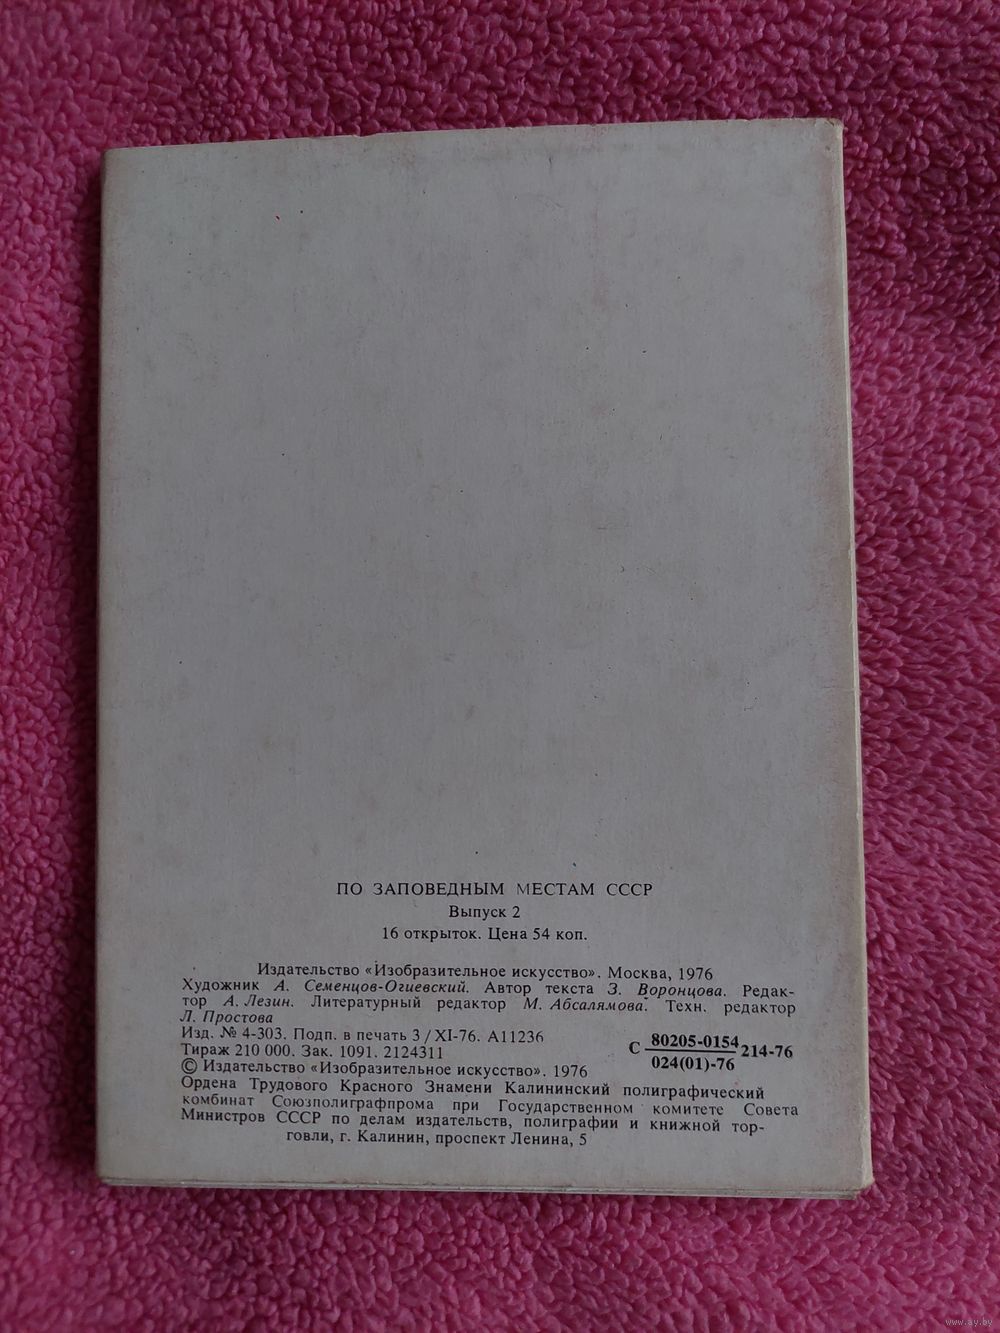 ПО ЗАПОВЕДНЫМ МЕСТАМ СССР
Выпуск 2
16 открыток. Цена 54 коп.
Издательство «Изобразительное искусство». Москва, 1976
Художник А. Семенцов-Огиевский. Автор текста З. Воронцова. Редак-
тор А. Лезин. Литературный редактор М. Абсалямова. Техн. редактор
Л. Простова
Изд. № 4-303. Подп. в печать 3/XI-76. А11236
Тираж 210 000. Зак. 1091. 2124311
© Издательство «Изобразительное искусство». 1976
С 80205-0154 214-76
024(01)-76
Ордена Трудового Красного Знамени Калининский полиграфический
комбинат Союзполиграфпрома при Государственном комитете Совета
Министров СССР по делам издательств, полиграфии и книжной тор-
говли, г. Калинин, проспект Ленина, 5
www.ay.by